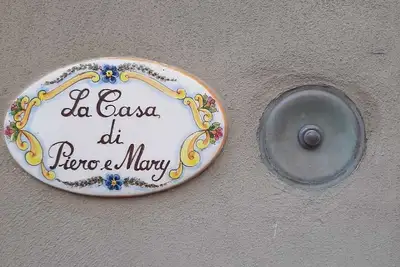 La Casa
di
Piero e Mary